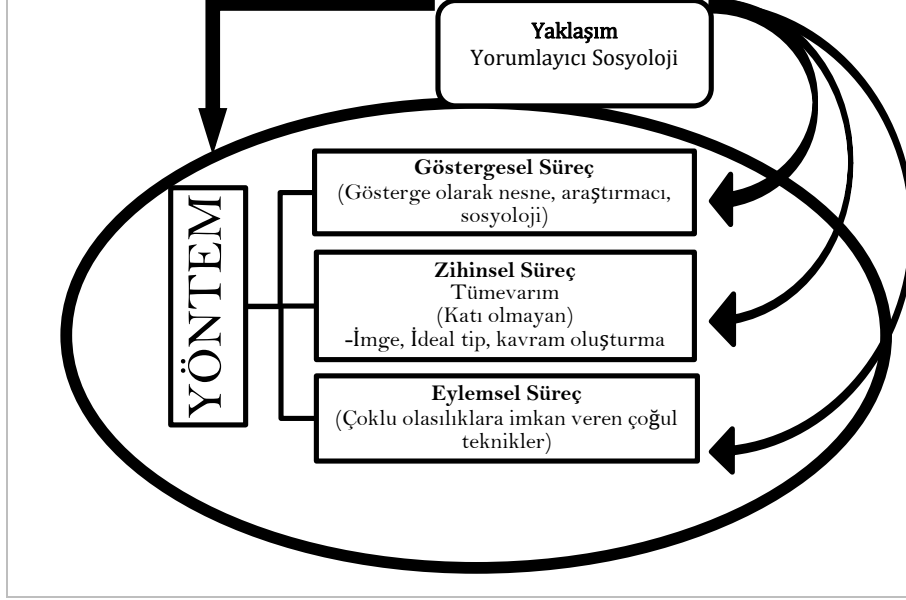 Yaklaşım
Yorumlayıcı Sosyoloji
YÖNTEM
Göstergesel Süreç
(Gösterge olarak nesne, araştırmacı,
sosyoloji)
Zihinsel Süreç
Tümevarım
(Katı olmayan)
-İmge, İdeal tip, kavram oluşturma
Eylemsel Süreç
(Çoklu olasılıklara imkan veren çoğul
teknikler)